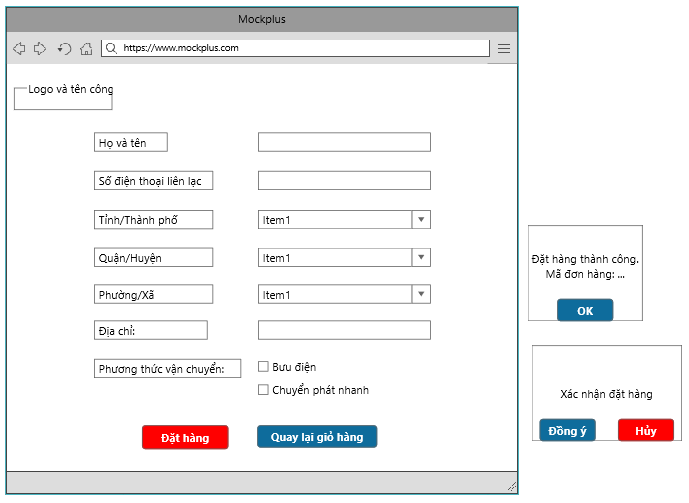 Mockplus
https://www.mockplus.com
Logo và tên công
Họ và tên
Số điện thoại liên lạc
Tỉnh/Thành phố
Item1
Quận/Huyện
Item1
Phường/Xã
Item1
Địa chỉ:
Phương thức vận chuyển:
Bưu điện
Chuyển phát nhanh
Đặt hàng
Quay lại giỏ hàng
Đặt hàng thành công.
Mã đơn hàng: ...
OK
Xác nhận đặt hàng
Đồng ý
Hủy